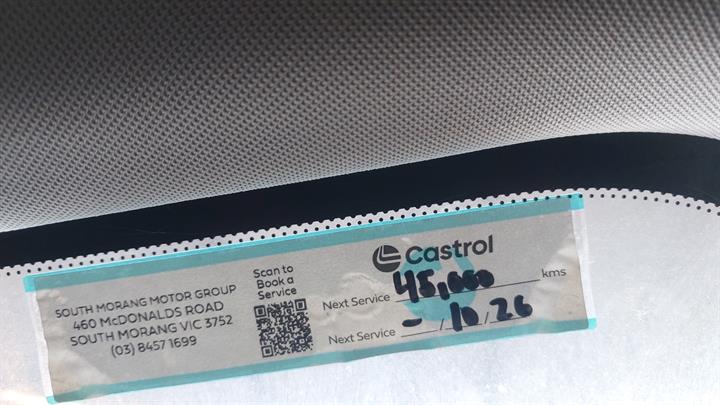 SOUTH MORANG MOTOR GROUP
460 McDONALDS ROAD
SOUTH MORANG VIC 3752
(03) 8457 1699
Scan to
Book a
Service
Castrol
Next Service 45,000 kms
Next Service - / 10 / 26